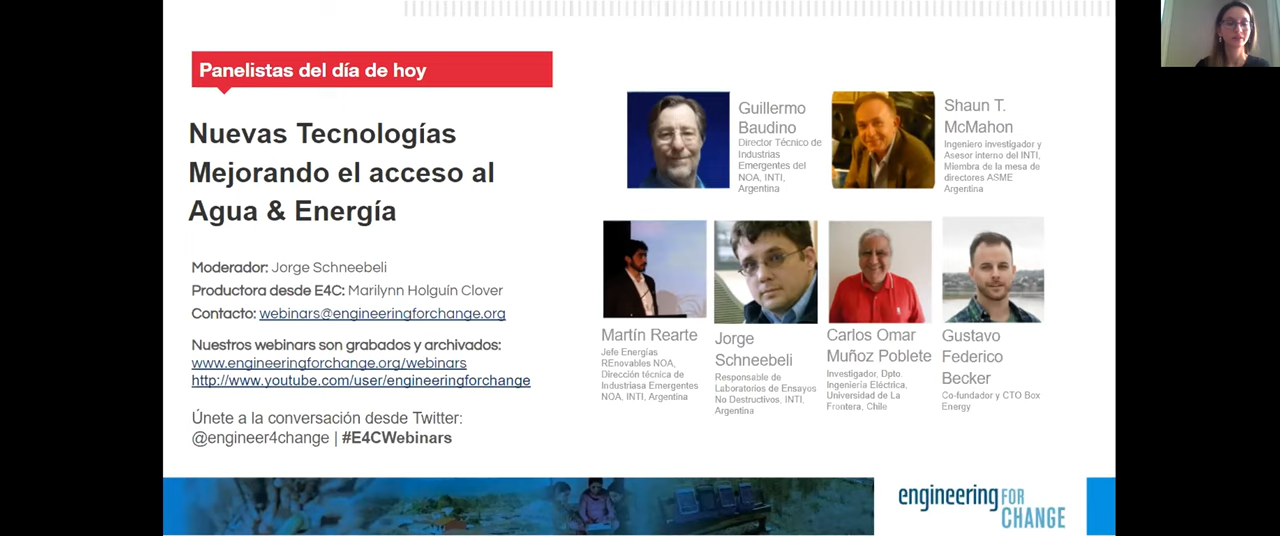 Panelistas del día de hoy
Nuevas Tecnologías
Mejorando el acceso al
Agua & Energía
Moderador: Jorge Schneebeli
Productora desde E4C: Marilynn Holguín Clover
Contacto: webinars@engineeringforchange.org
Nuestros webinars son grabados y archivados:
www.engineeringforchange.org/webinars
http://www.youtube.com/user/engineeringforchange
Únete a la conversación desde Twitter:
@engineer4change | #E4CWebinars
Guillermo
Baudino
Director Técnico de
Industrias
Emergentes del
NOA, INTI,
Argentina
Shaun T.
McMahon
Ingeniero investigador y
Asesor interno del INTI,
Miembra de la mesa de
directores ASME
Argentina
Martín Rearte
Jefe Energías
REnovables NOA,
Dirección técnica de
Industriasa Emergentes
NOA, INTI, Argentina
Jorge
Schneebeli
Responsable de
Laboratorios de Ensayos
No Destructivos, INTI,
Argentina
Carlos Omar
Muñoz Poblete
Investigador, Dpto.
Ingeniería Eléctrica,
Universidad de La
Frontera, Chile
Gustavo
Federico
Becker
Co-fundador y CTO Box
Energy
engineering FOR
CHANGE